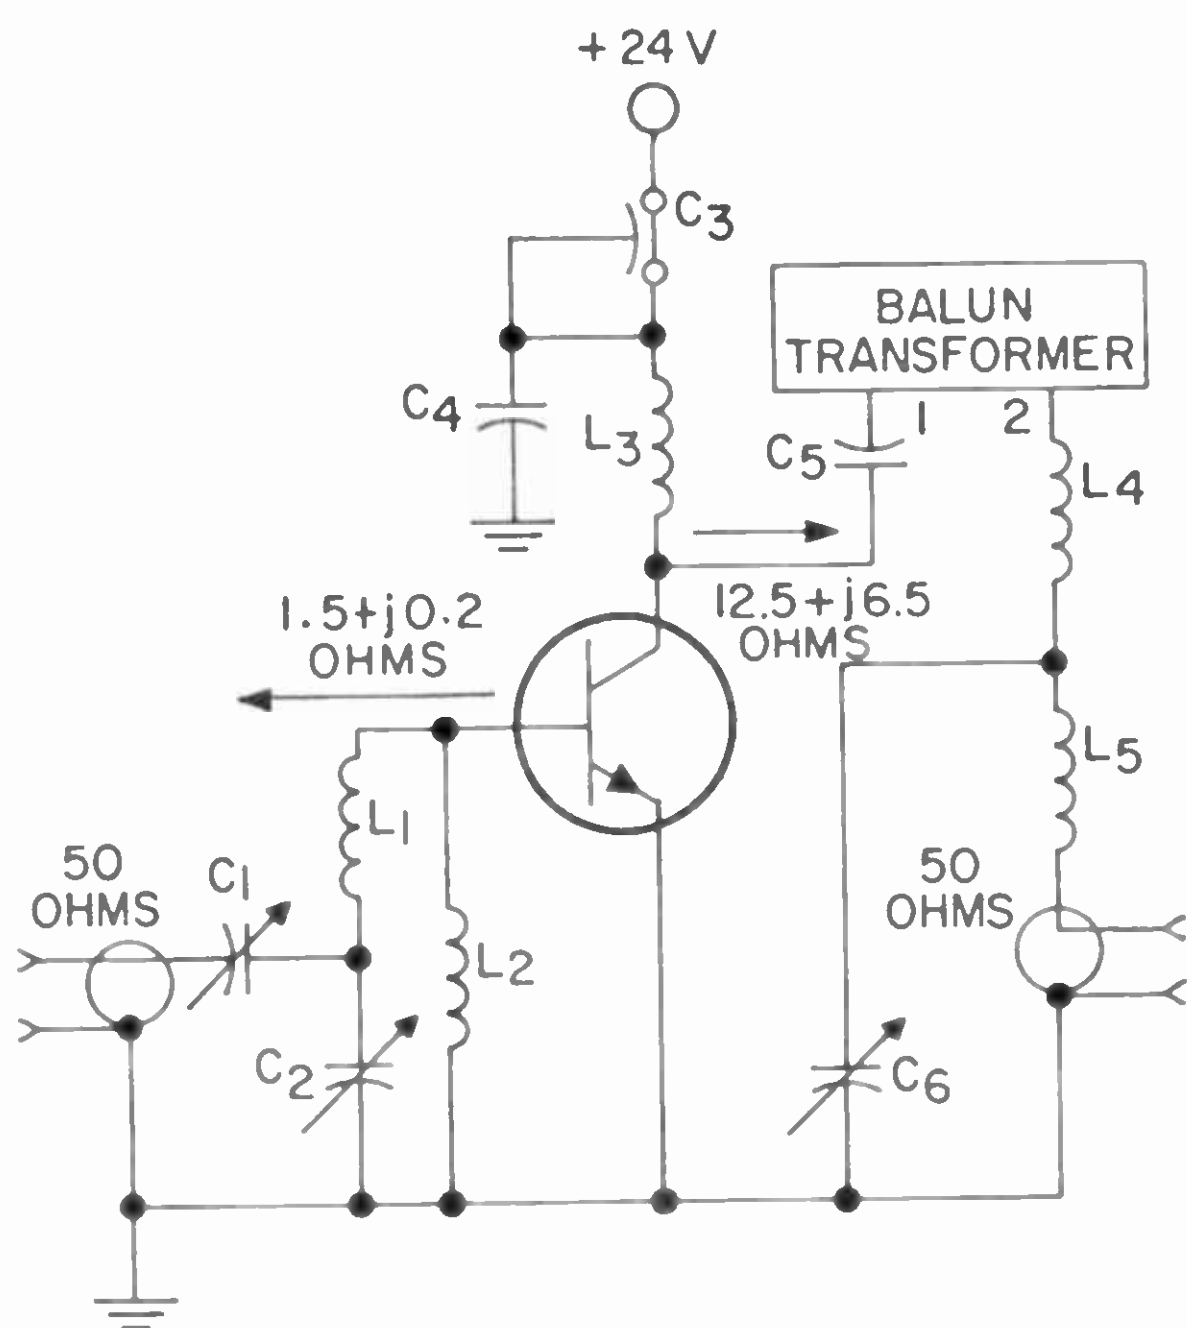 +24V
C3
BALUN
TRANSFORMER
1 2
C4
L3
C5
L4
1.5+j0.2
OHMS
12.5+j6.5
OHMS
L1
L5
50
OHMS
C1
50
OHMS
L2
C2
C6